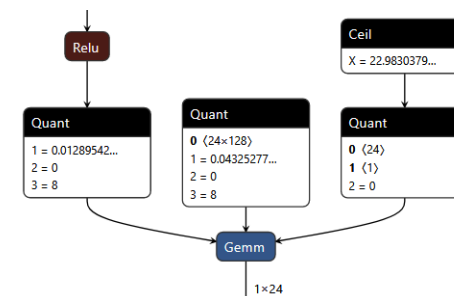 Relu
Ceil
X = 22.9830379...
Quant
1 = 0.01289542...
2 = 0
3 = 8
Quant
0 ⟨24×128⟩
1 = 0.04325277...
2 = 0
3 = 8
Quant
0 ⟨24⟩
1 ⟨1⟩
2 = 0
Gemm
1×24